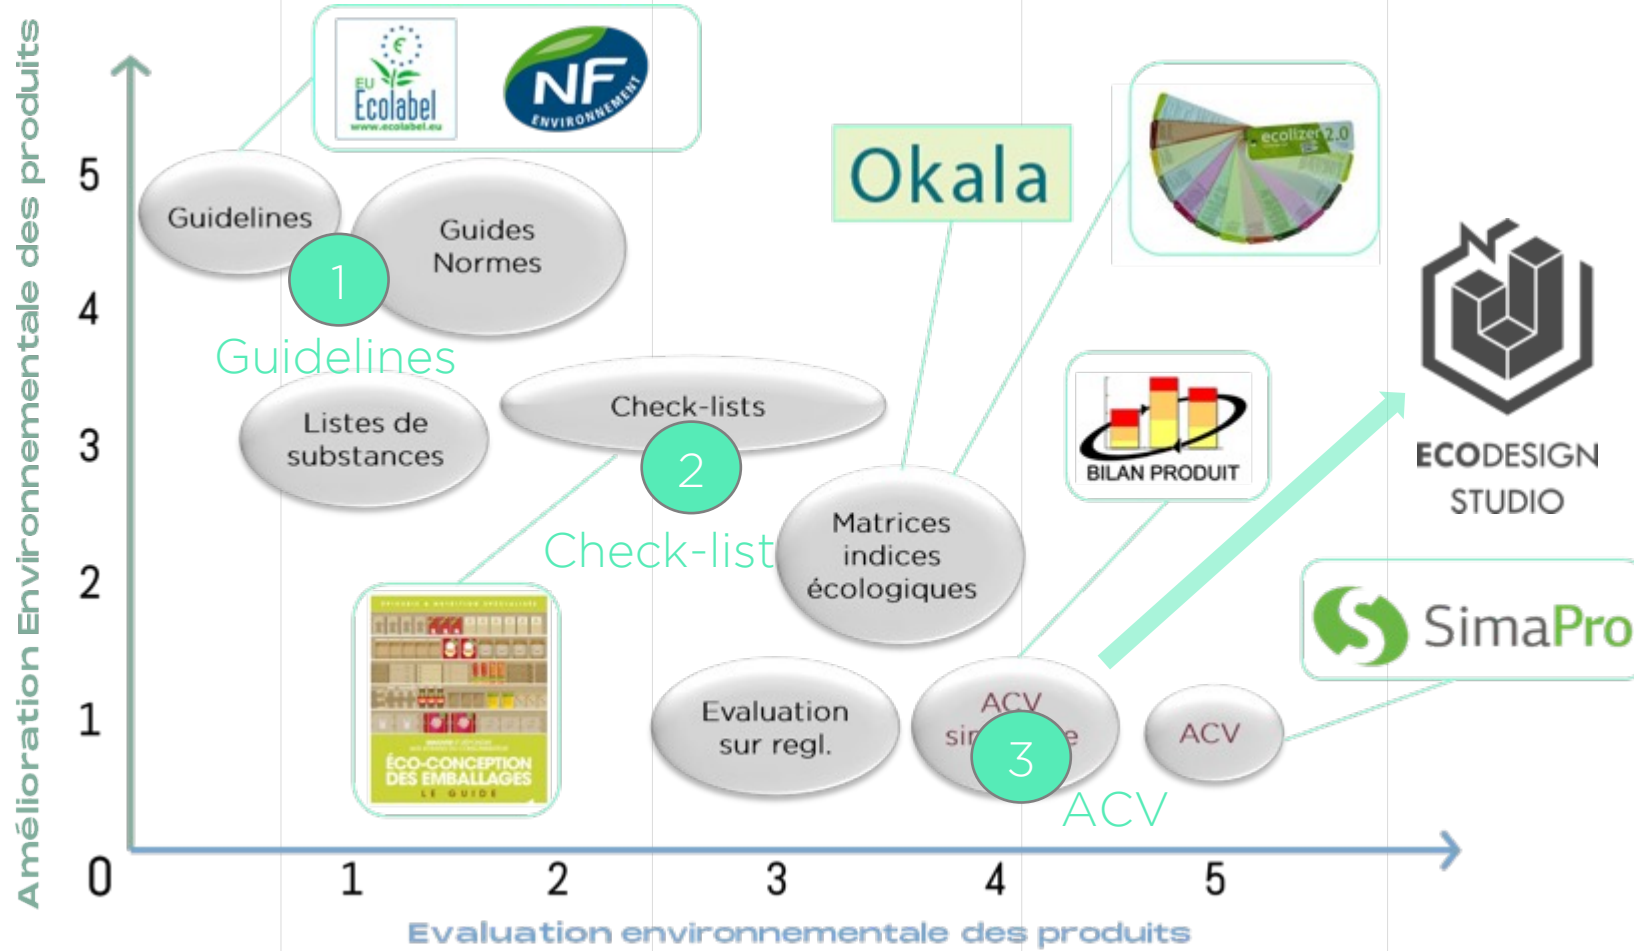 Amélioration Environnementale des produits
5
4
3
2
1
0
1
2
3
4
5
Evaluation environnementale des produits
EU
Ecolabel
www.ecolabel.eu
NF
ENVIRONNEMENT
Guidelines
Guides
Normes
1
Guidelines
Listes de
substances
Check-lists
2
Check-list
Okala
ecolizer 2.0
Matrices
indices
écologiques
BILAN PRODUIT
ECODESIGN
STUDIO
SimaPro
ÉCO-CONCEPTION
DES EMBALLAGES
LE GUIDE
Evaluation
sur regl.
ACV
3
ACV
ACV